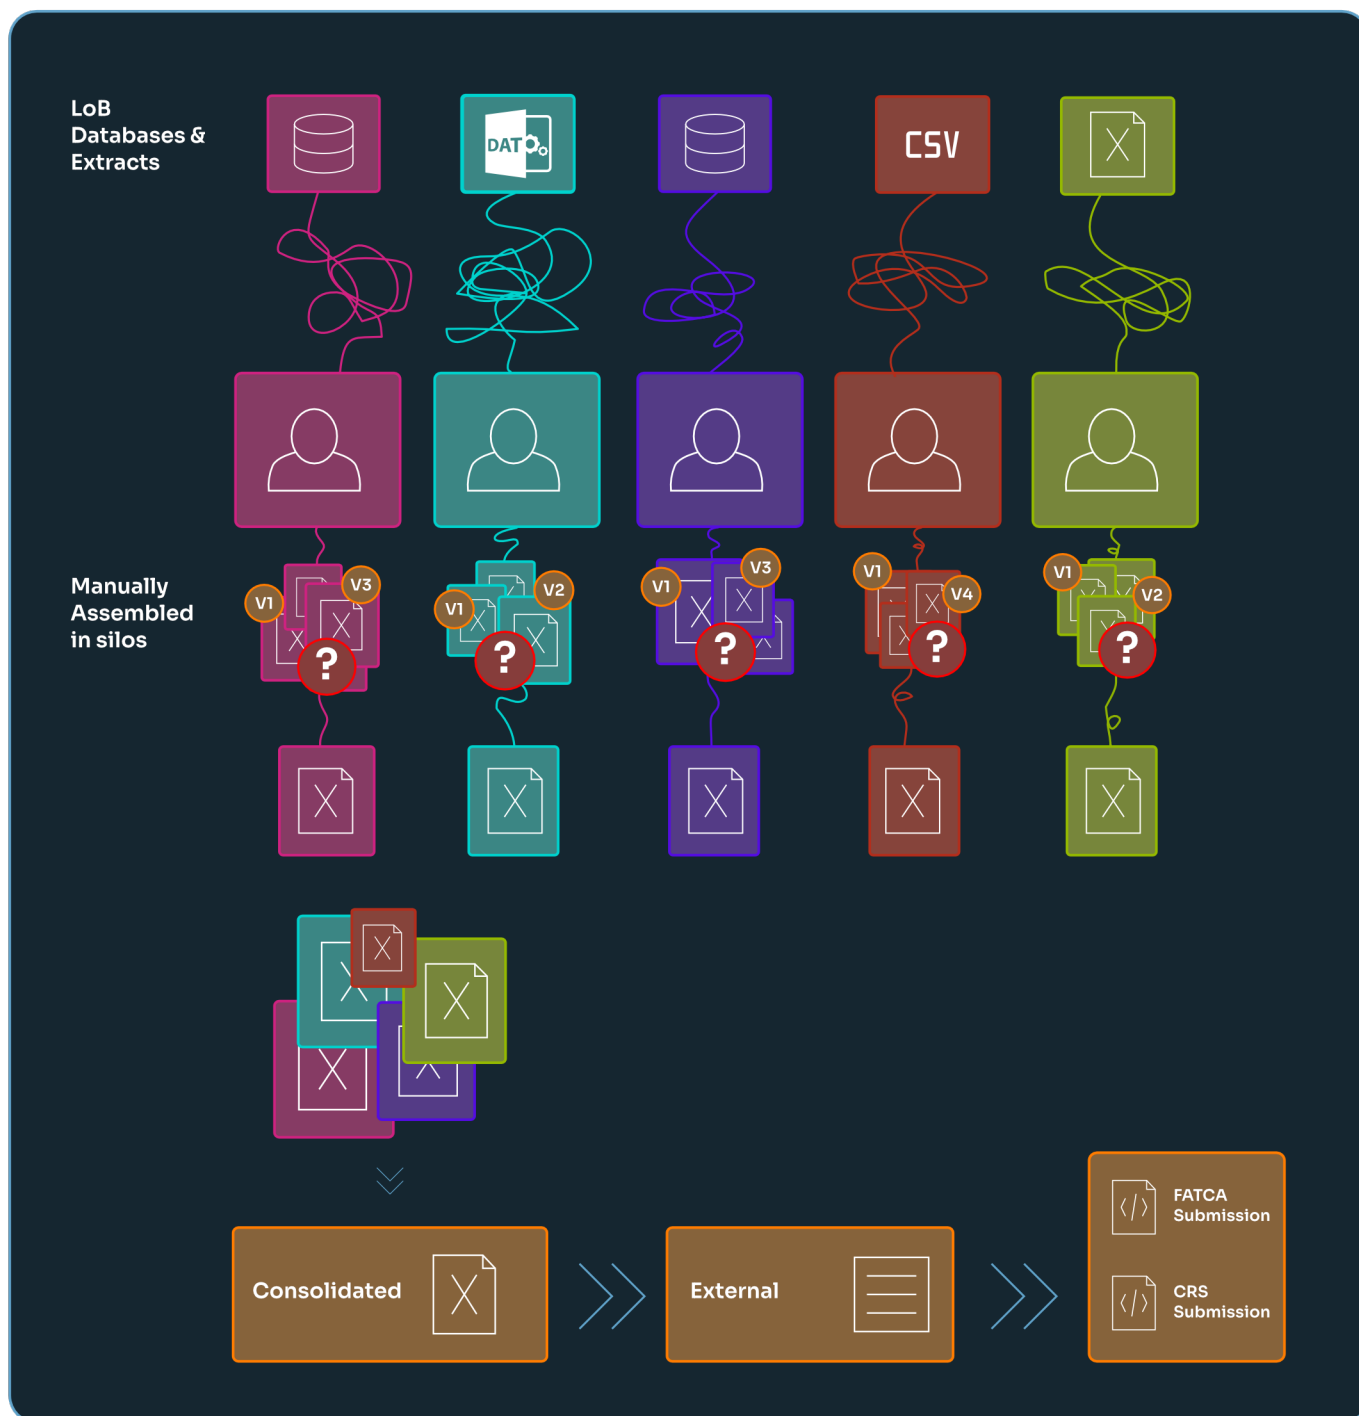 LoB
Databases &
Extracts
DAT
CSV
Manually
Assembled
in silos
V1
V3
?
V1
V2
?
V1
V3
?
V1
V4
?
V1
V2
?
Consolidated
External
FATCA
Submission
CRS
Submission